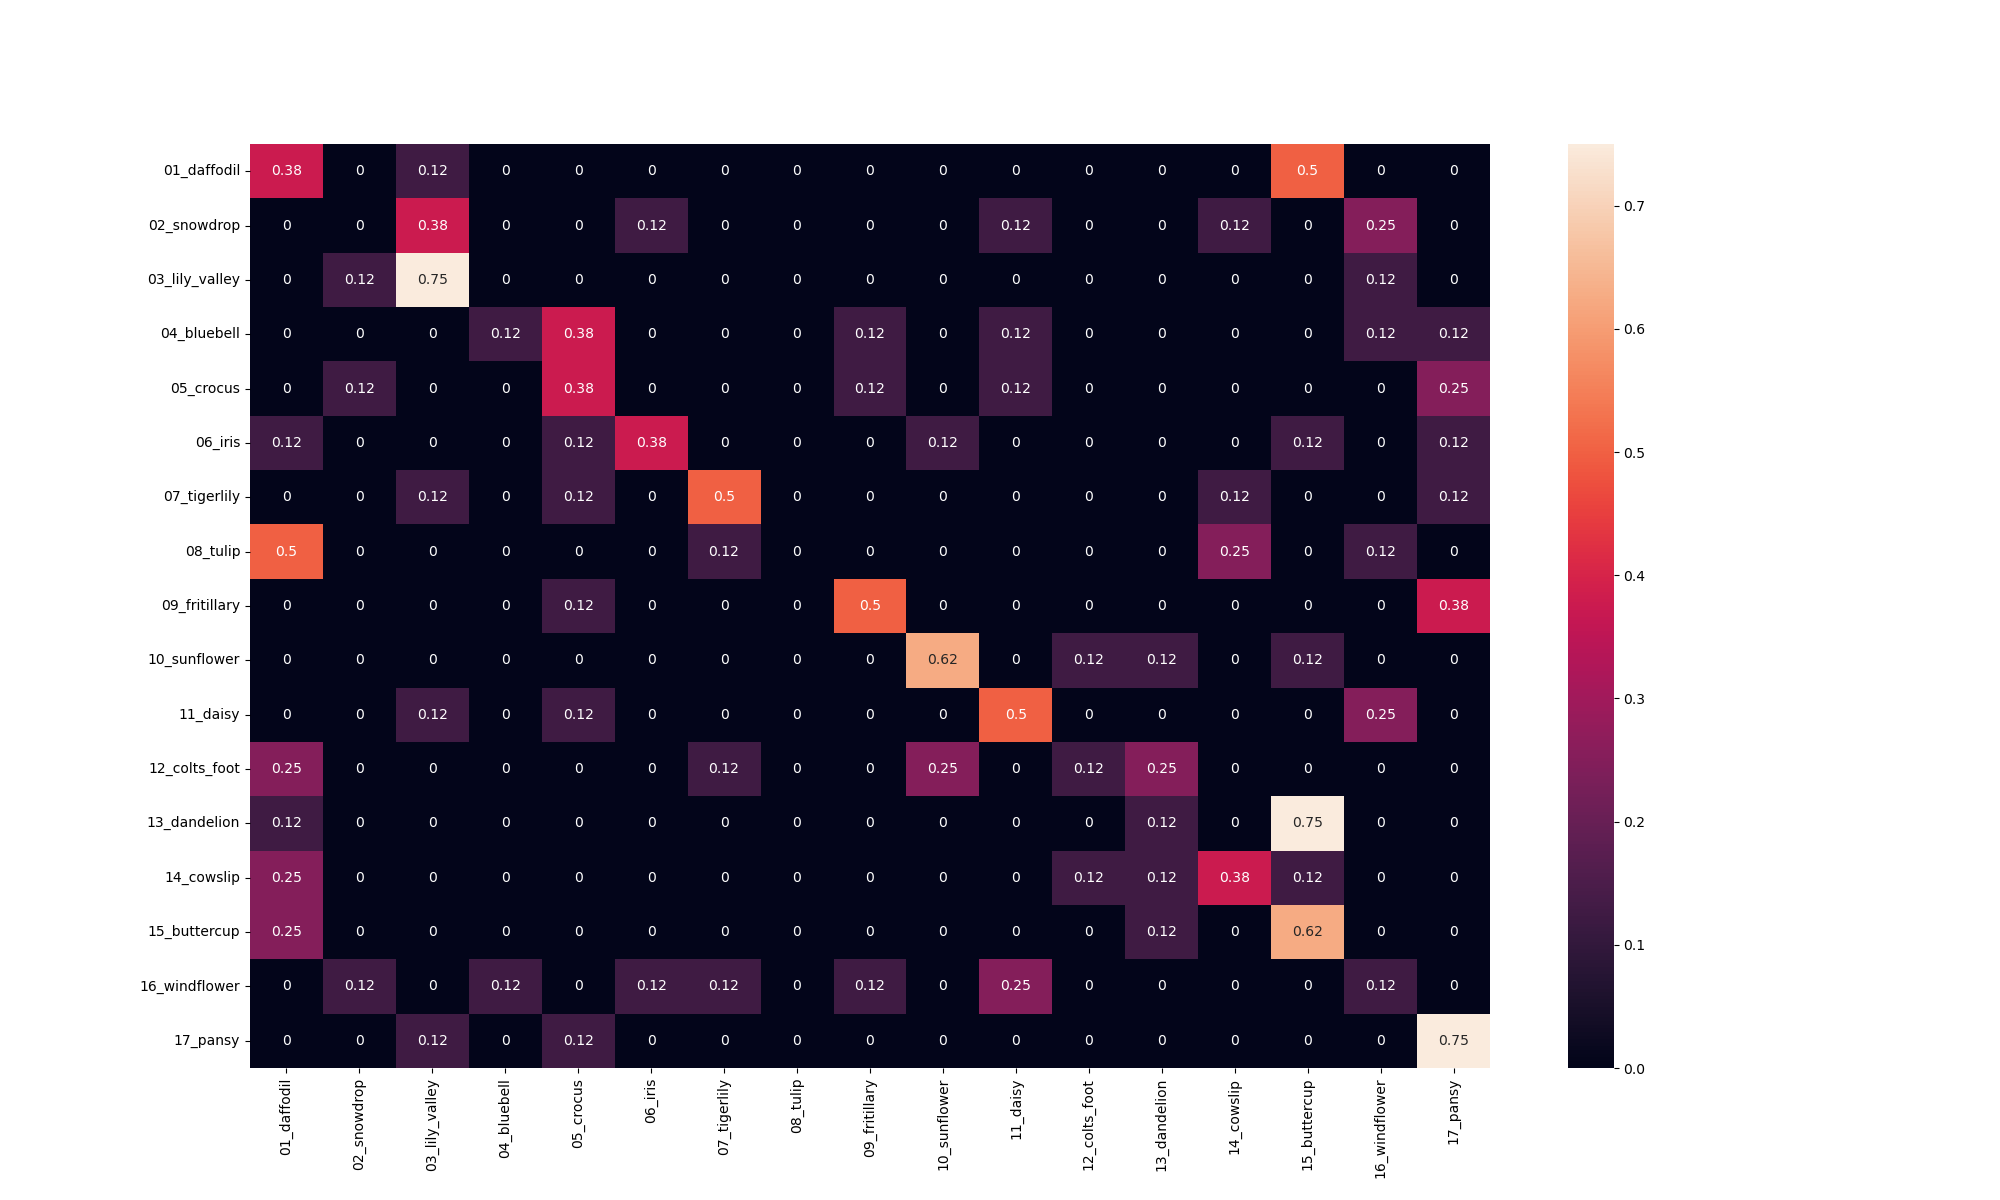 01_daffodil 0.38 0 0.12 0 0 0 0 0 0 0 0 0 0 0 0.5 0 0
02_snowdrop 0 0 0.38 0 0 0.12 0 0 0 0 0.12 0 0 0.12 0 0.25 0
03_lily_valley 0 0.12 0.75 0 0 0 0 0 0 0 0 0 0 0 0 0.12 0
04_bluebell 0 0 0 0.12 0.38 0 0 0 0.12 0 0.12 0 0 0 0 0.12 0.12
05_crocus 0 0.12 0 0 0.38 0 0 0 0.12 0 0.12 0 0 0 0 0 0.25
06_iris 0.12 0 0 0 0.12 0.38 0 0 0 0.12 0 0 0 0 0.12 0 0.12
07_tigerlily 0 0 0.12 0 0.12 0 0.5 0 0 0 0 0 0 0.12 0 0 0.12
08_tulip 0.5 0 0 0 0 0 0.12 0 0 0 0 0 0 0.25 0 0.12 0
09_fritillary 0 0 0 0 0.12 0 0 0 0.5 0 0 0 0 0 0 0 0.38
10_sunflower 0 0 0 0 0 0 0 0 0 0.62 0 0.12 0.12 0 0.12 0 0
11_daisy 0 0 0.12 0 0.12 0 0 0 0 0 0.5 0 0 0 0 0.25 0
12_colts_foot 0.25 0 0 0 0 0 0.12 0 0 0.25 0 0.12 0.25 0 0 0 0
13_dandelion 0.12 0 0 0 0 0 0 0 0 0 0 0 0.12 0 0.75 0 0
14_cowslip 0.25 0 0 0 0 0 0 0 0 0 0 0.12 0.12 0.38 0.12 0 0
15_buttercup 0.25 0 0 0 0 0 0 0 0 0 0 0 0.12 0 0.62 0 0
16_windflower 0 0.12 0 0.12 0 0.12 0.12 0 0.12 0 0.25 0 0 0 0 0.12 0
17_pansy 0 0 0.12 0 0.12 0 0 0 0 0 0 0 0 0 0 0 0.75
01_daffodil
02_snowdrop
03_lily_valley
04_bluebell
05_crocus
06_iris
07_tigerlily
08_tulip
09_fritillary
10_sunflower
11_daisy
12_colts_foot
13_dandelion
14_cowslip
15_buttercup
16_windflower
17_pansy
0.7
0.6
0.5
0.4
0.3
0.2
0.1
0.0